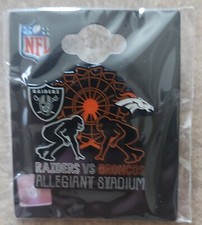 NFL
RAIDERS
RAIDERS VS BRONCOS
ALLEGIANT STADIUM